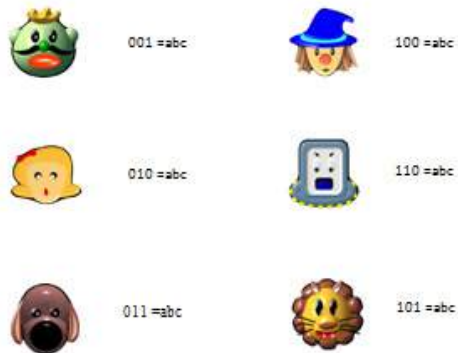 001 =abc
100 =abc
010 =abc
110 =abc
011 =abc
101 =abc